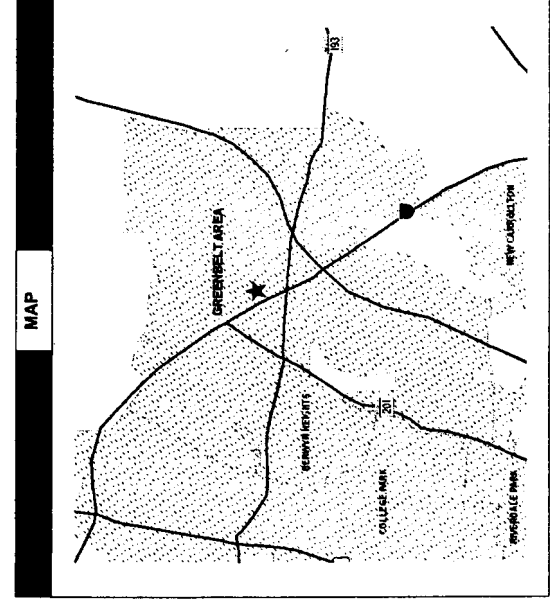 MAP
GREENBELT AREA
193
BERWYN HEIGHTS
201
COLLEGE PARK
NEW CARROLLTON
RIVERDALE PARK